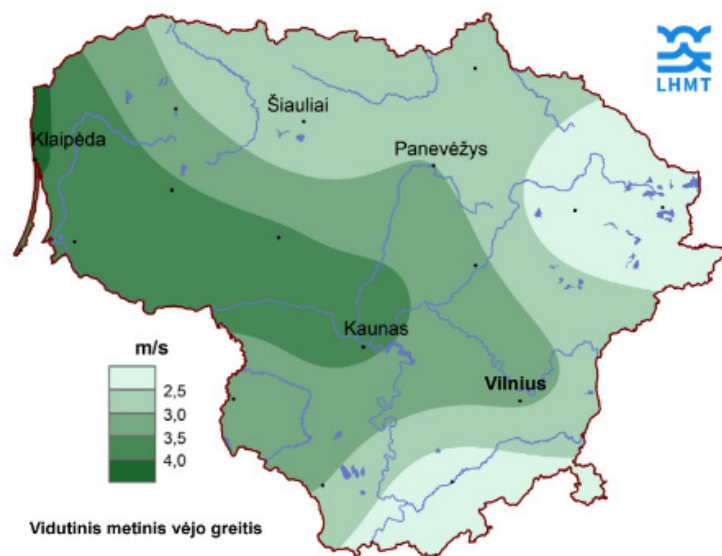 LHMT
Klaipėda
Šiauliai
Panevėžys
Kaunas
Vilnius
m/s
2,5
3,0
3,5
4,0
Vidutinis metinis vėjo greitis